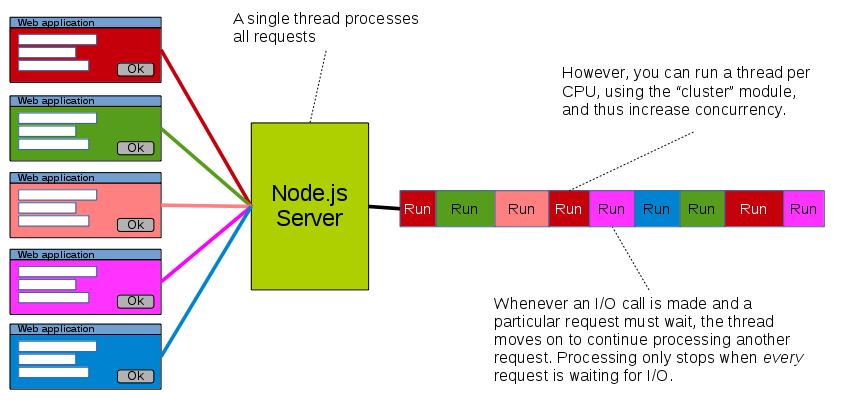 Web application
Ok
Web application
Ok
Web application
Ok
Web application
Ok
Web application
Ok
A single thread processes
all requests
Node.js
Server
However, you can run a thread per
CPU, using the “cluster” module,
and thus increase concurrency.
Run Run Run Run Run Run Run Run Run
Whenever an I/O call is made and a
particular request must wait, the thread
moves on to continue processing another
request. Processing only stops when every
request is waiting for I/O.